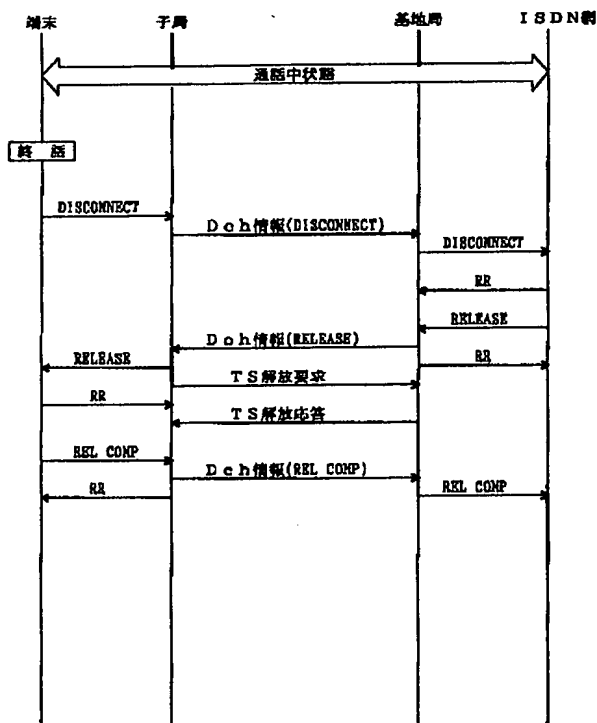 端末 子局 基地局 ISDN網
通話中状態
終 話
DISCONNECT
Dch情報(DISCONNECT)
DISCONNECT
RR
RELEASE
Dch情報(RELEASE)
RELEASE
RR
TS解放要求
RR
TS解放応答
REL COMP
Dch情報(REL COMP)
RR
REL COMP